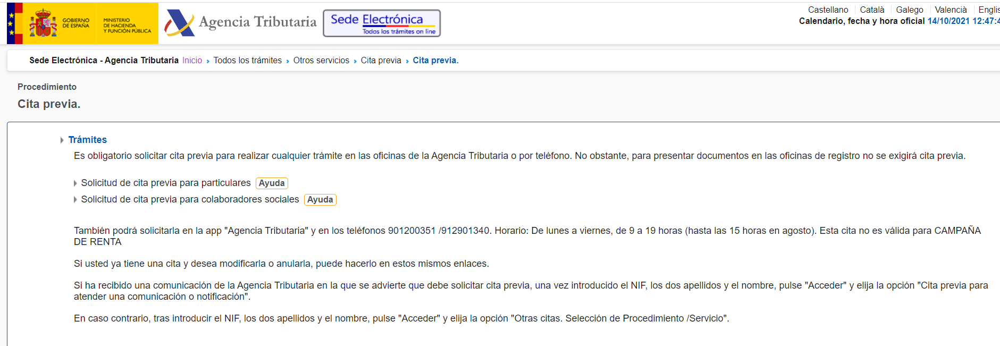 GOBIERNO
DE ESPAÑA
MINISTERIO
DE HACIENDA
Y FUNCIÓN PÚBLICA
Agencia Tributaria
Sede Electrónica
Todos los trámites on line
Castellano Català Galego Valencià Englis
Calendario, fecha y hora oficial 14/10/2021 12:47:4
Sede Electrónica - Agencia Tributaria Inicio › Todos los trámites › Otros servicios › Cita previa › Cita previa.
Procedimiento
Cita previa.
Trámites
Es obligatorio solicitar cita previa para realizar cualquier trámite en las oficinas de la Agencia Tributaria o por teléfono. No obstante, para presentar documentos en las oficinas de registro no se exigirá cita previa.
Solicitud de cita previa para particulares Ayuda
Solicitud de cita previa para colaboradores sociales Ayuda
También podrá solicitarla en la app "Agencia Tributaria" y en los teléfonos 901200351 /912901340. Horario: De lunes a viernes, de 9 a 19 horas (hasta las 15 horas en agosto). Esta cita no es válida para CAMPAÑA
DE RENTA
Si usted ya tiene una cita y desea modificarla o anularla, puede hacerlo en estos mismos enlaces.
Si ha recibido una comunicación de la Agencia Tributaria en la que se advierte que debe solicitar cita previa, una vez introducido el NIF, los dos apellidos y el nombre, pulse "Acceder" y elija la opción "Cita previa para
atender una comunicación o notificación".
En caso contrario, tras introducir el NIF, los dos apellidos y el nombre, pulse "Acceder" y elija la opción "Otras citas. Selección de Procedimiento /Servicio".